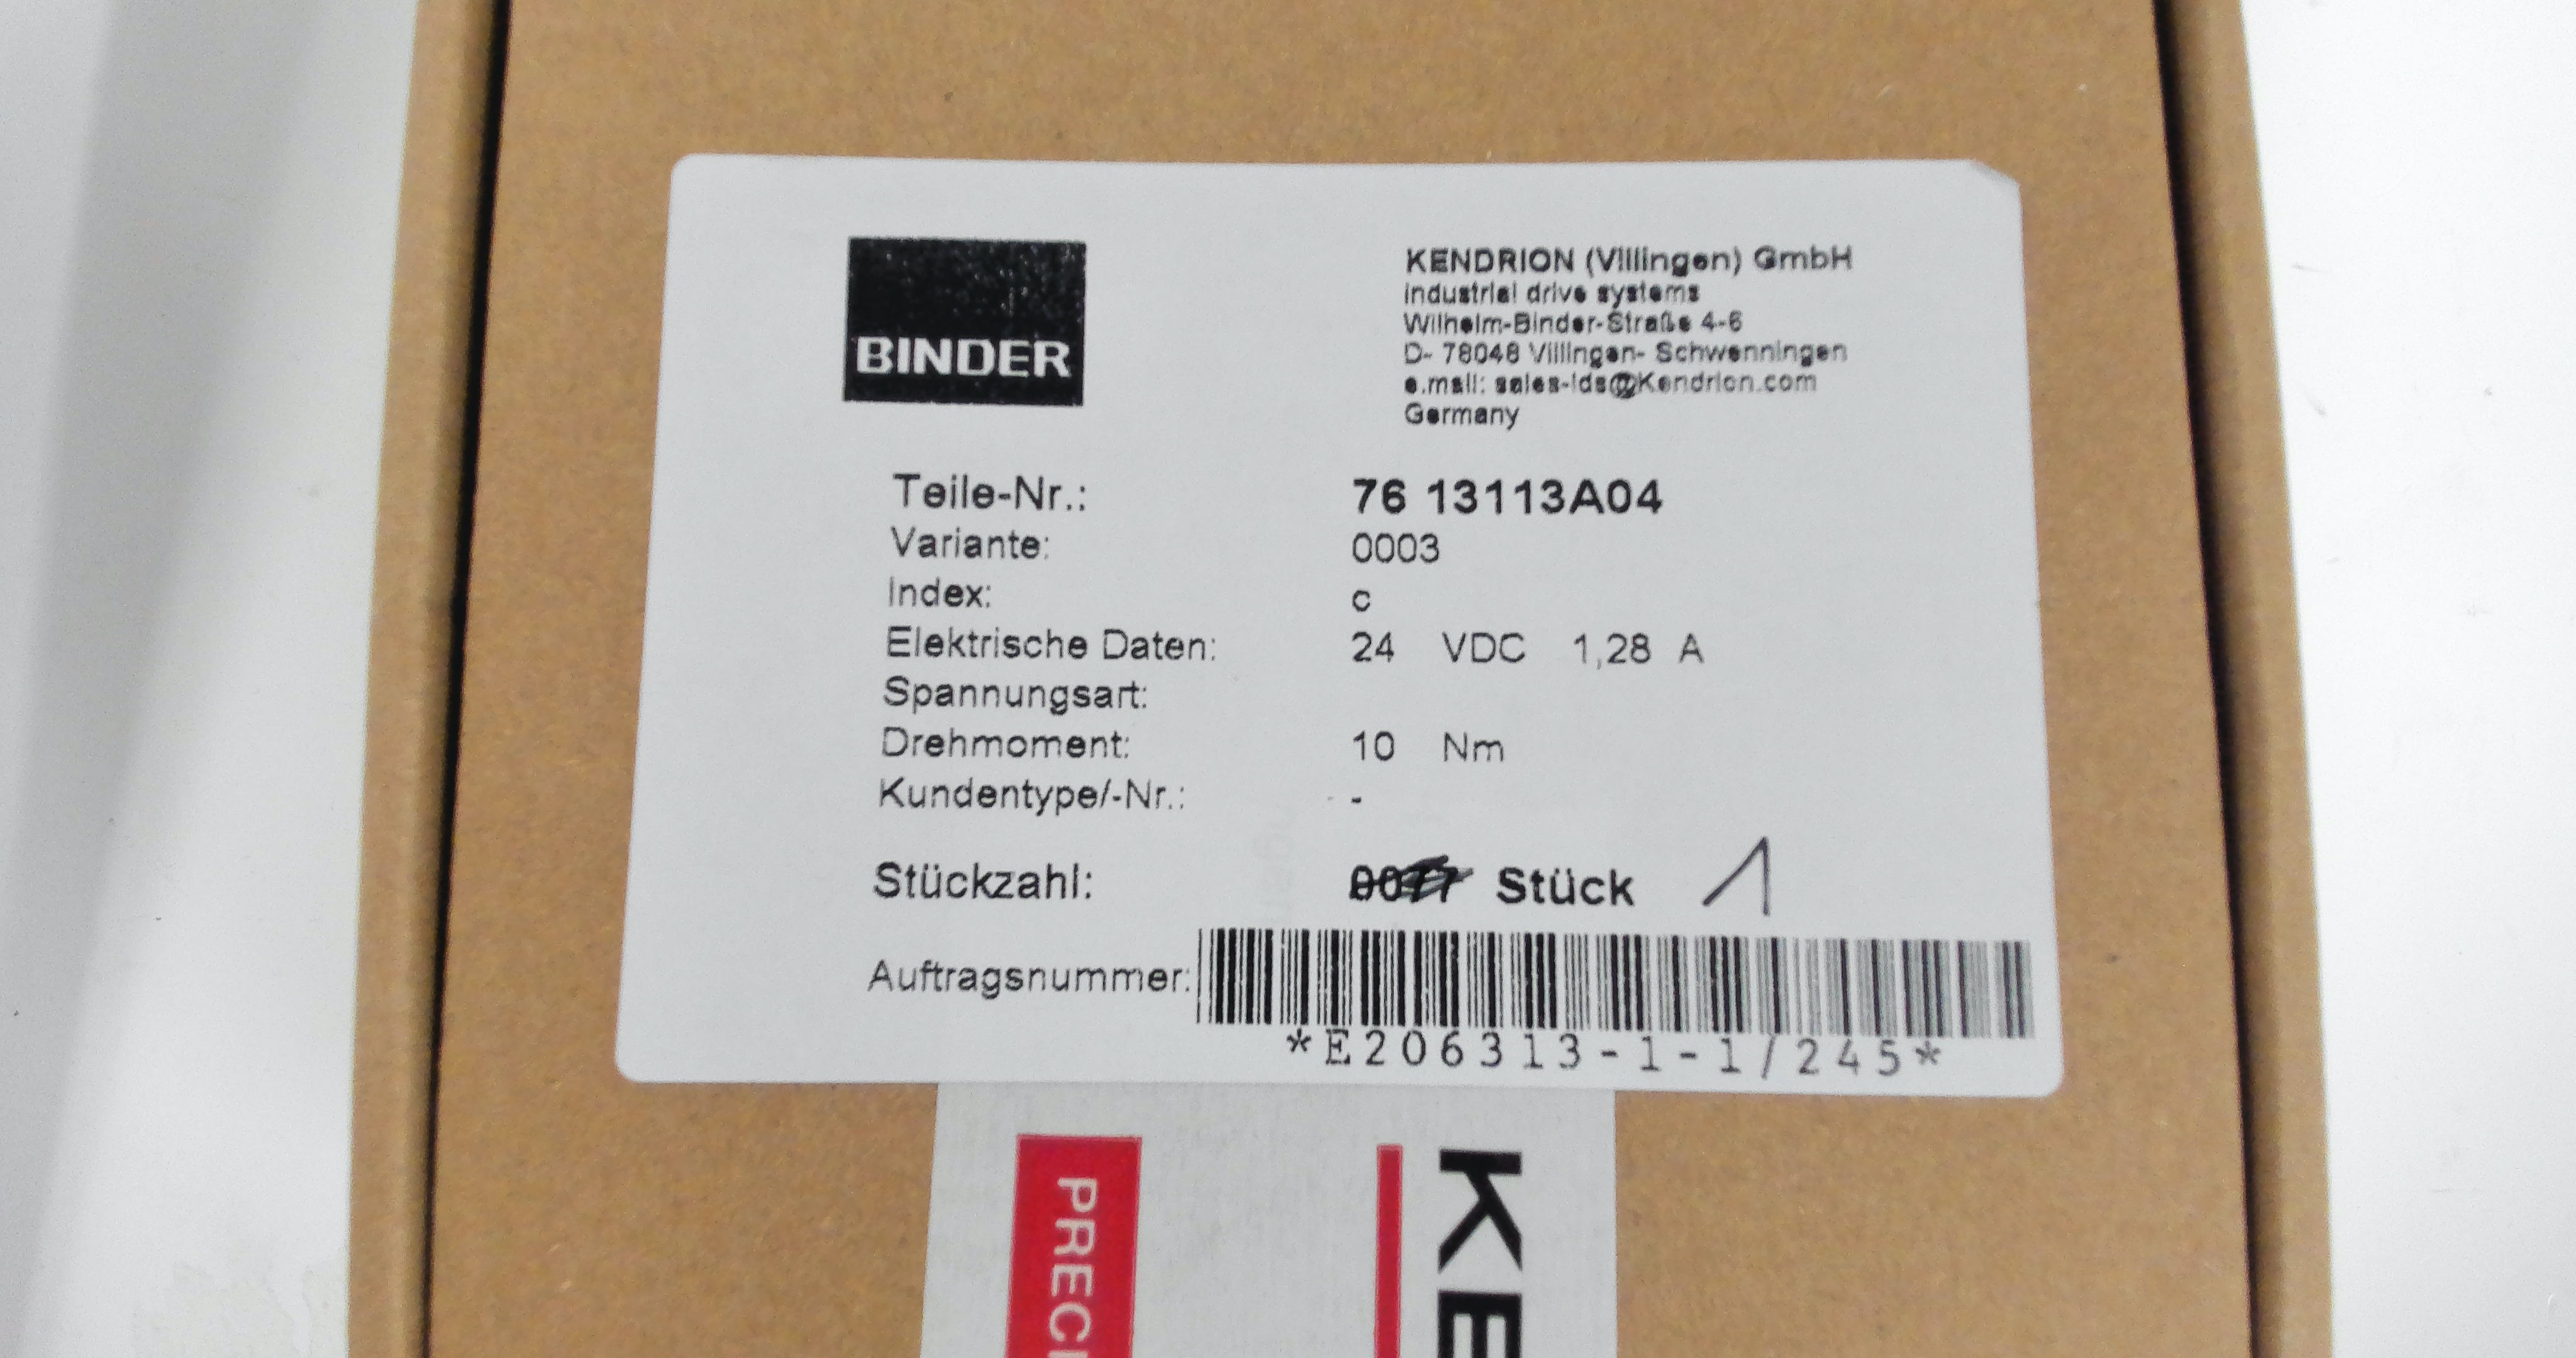 BINDER
KENDRION (Villingen) GmbH
industrial drive systems
Wilhelm-Binder-Straße 4-6
D- 78048 Villingen- Schwenningen
e.mail: sales-ids@Kendrion.com
Germany
Teile-Nr.: 76 13113A04
Variante: 0003
Index: c
Elektrische Daten: 24 VDC 1,28 A
Spannungsart:
Drehmoment: 10 Nm
Kundentype/-Nr.: -
Stückzahl: Stück 1
Auftragsnummer:
*E206313-1-1/245*
PRECI
KE